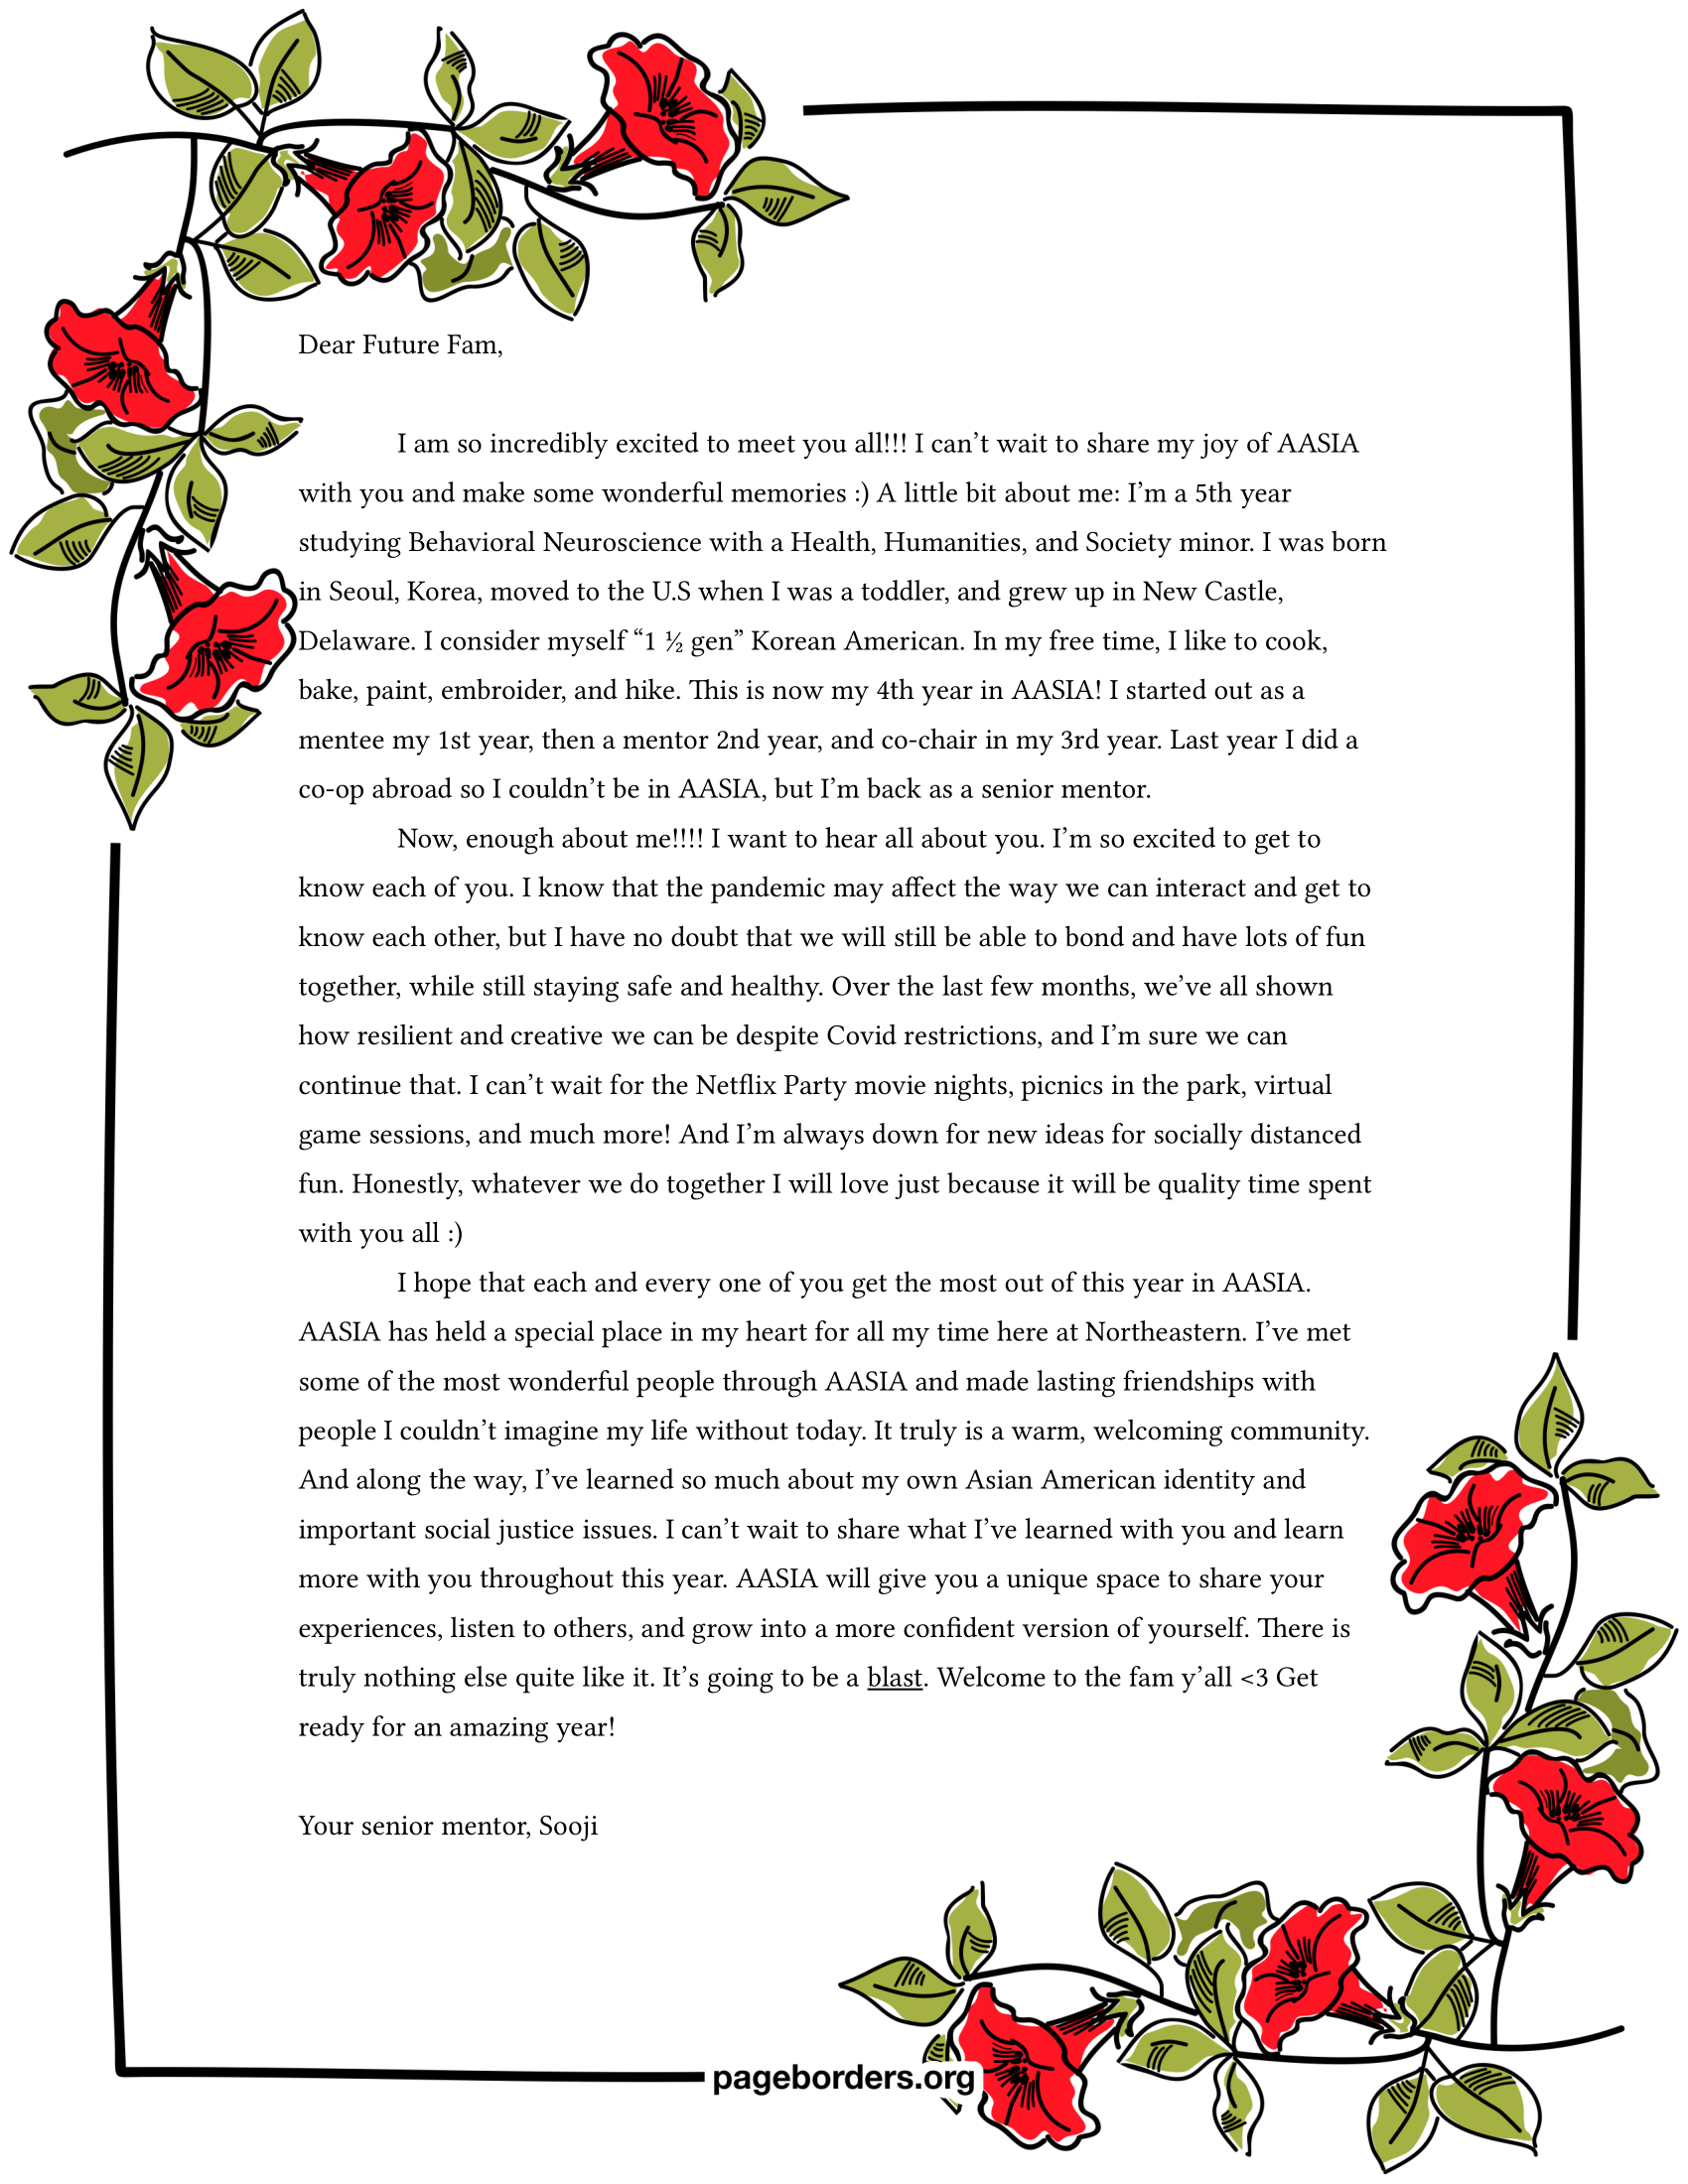 Dear Future Fam,
I am so incredibly excited to meet you all!!! I can’t wait to share my joy of AASIA
with you and make some wonderful memories :) A little bit about me: I’m a 5th year
studying Behavioral Neuroscience with a Health, Humanities, and Society minor. I was born
in Seoul, Korea, moved to the U.S when I was a toddler, and grew up in New Castle,
Delaware. I consider myself “1 ½ gen” Korean American. In my free time, I like to cook,
bake, paint, embroider, and hike. This is now my 4th year in AASIA! I started out as a
mentee my 1st year, then a mentor 2nd year, and co-chair in my 3rd year. Last year I did a
co-op abroad so I couldn’t be in AASIA, but I’m back as a senior mentor.
Now, enough about me!!!! I want to hear all about you. I’m so excited to get to
know each of you. I know that the pandemic may affect the way we can interact and get to
know each other, but I have no doubt that we will still be able to bond and have lots of fun
together, while still staying safe and healthy. Over the last few months, we’ve all shown
how resilient and creative we can be despite Covid restrictions, and I’m sure we can
continue that. I can’t wait for the Netflix Party movie nights, picnics in the park, virtual
game sessions, and much more! And I’m always down for new ideas for socially distanced
fun. Honestly, whatever we do together I will love just because it will be quality time spent
with you all :)
I hope that each and every one of you get the most out of this year in AASIA.
AASIA has held a special place in my heart for all my time here at Northeastern. I’ve met
some of the most wonderful people through AASIA and made lasting friendships with
people I couldn’t imagine my life without today. It truly is a warm, welcoming community.
And along the way, I’ve learned so much about my own Asian American identity and
important social justice issues. I can’t wait to share what I’ve learned with you and learn
more with you throughout this year. AASIA will give you a unique space to share your
experiences, listen to others, and grow into a more confident version of yourself. There is
truly nothing else quite like it. It’s going to be a blast. Welcome to the fam y’all <3 Get
ready for an amazing year!
Your senior mentor, Sooji
pageborders.org